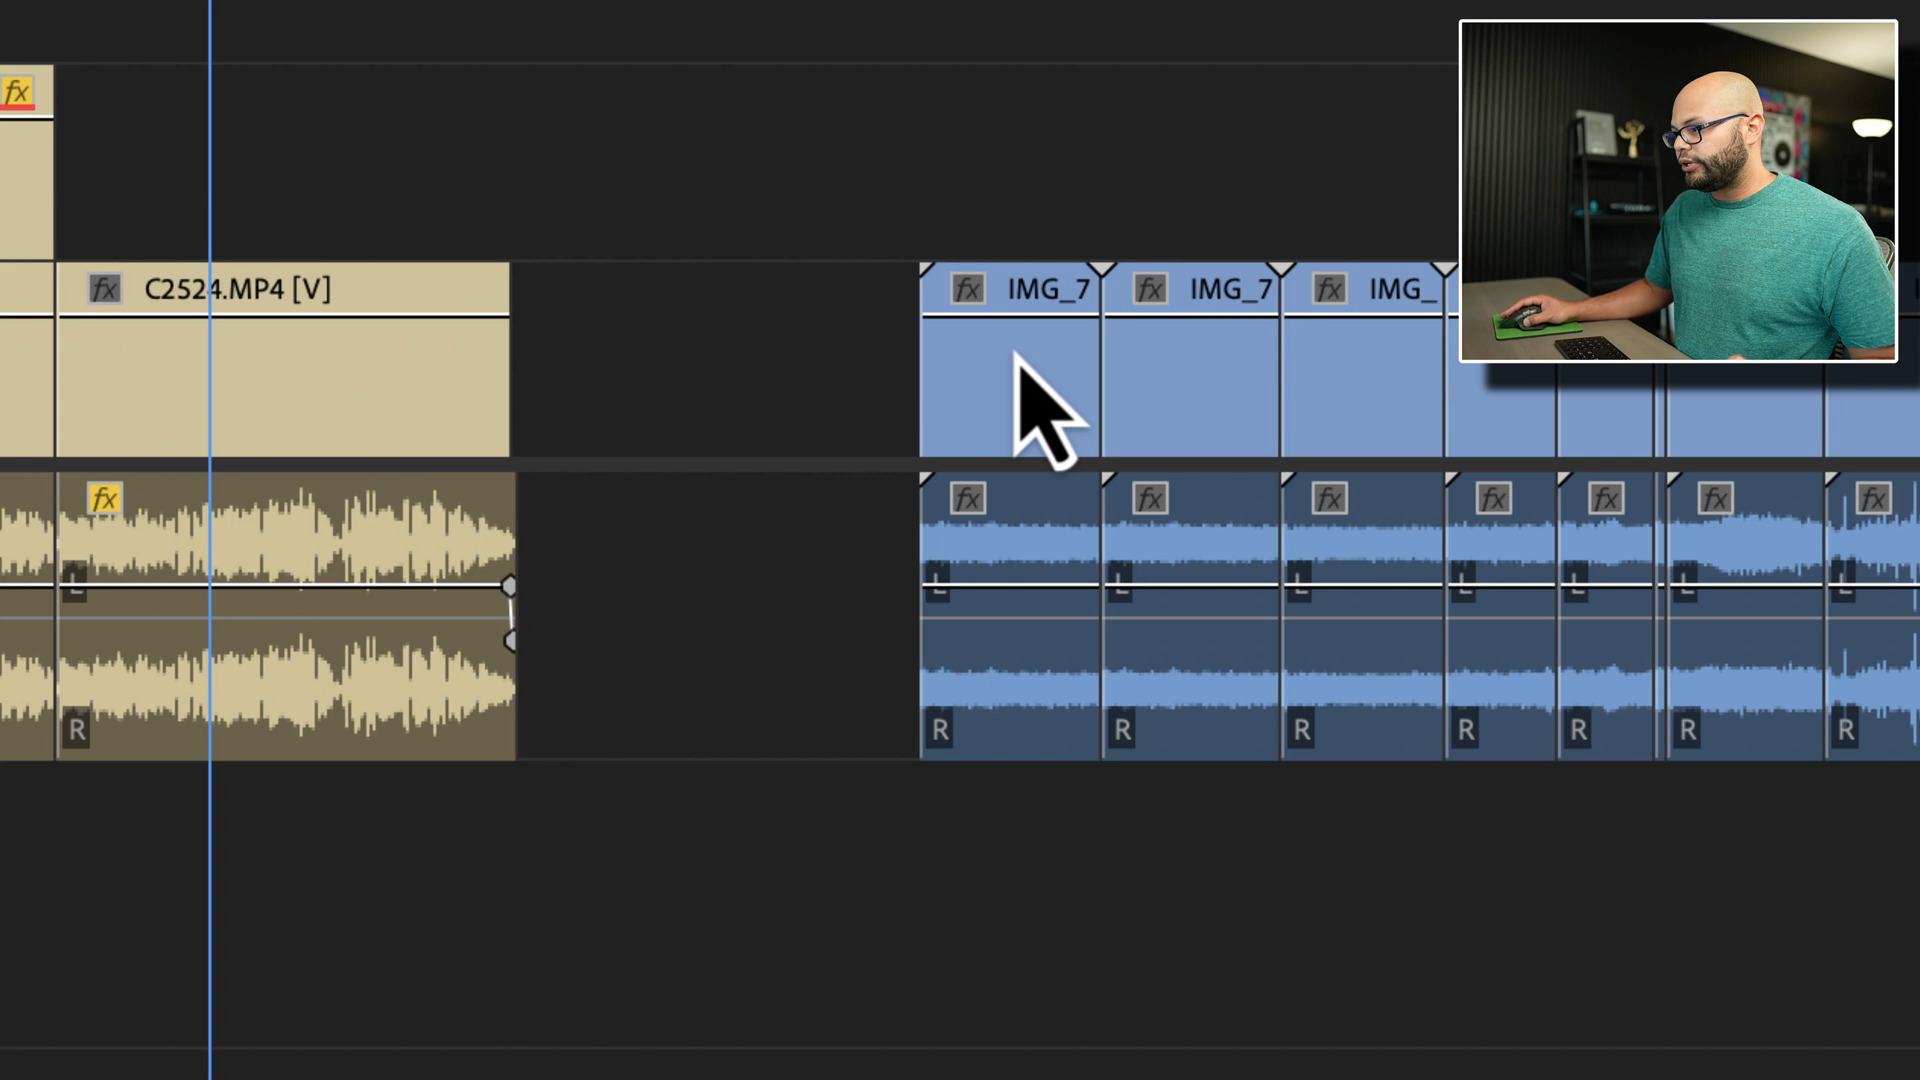 fx
fx C2524.MP4 [V] fx IMG_7 fx IMG_7 fx IMG_
fx fx fx fx fx fx fx fx
L L L L L L L L
R R R R R R R R